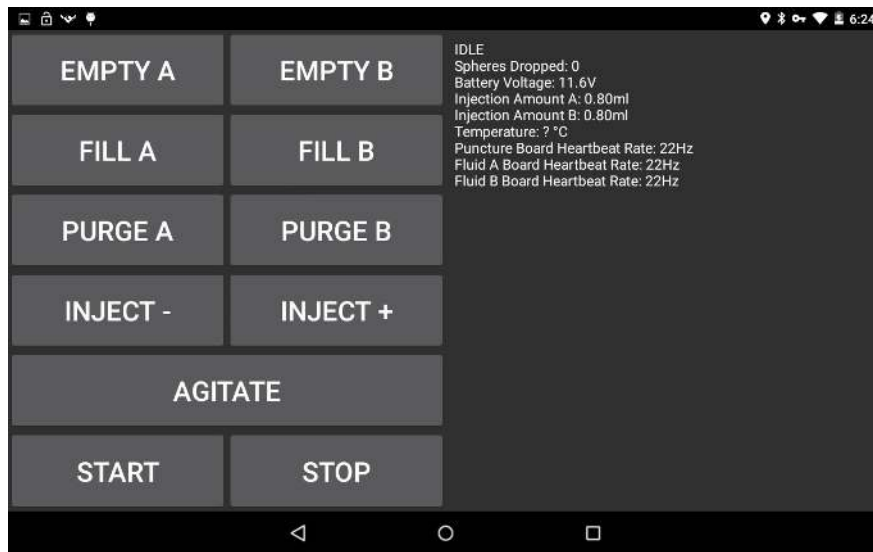 6:24
EMPTY A
EMPTY B
FILL A
FILL B
PURGE A
PURGE B
INJECT -
INJECT +
AGITATE
START
STOP
IDLE
Spheres Dropped: 0
Battery Voltage: 11.6V
Injection Amount A: 0.80ml
Injection Amount B: 0.80ml
Temperature: ? °C
Puncture Board Heartbeat Rate: 22Hz
Fluid A Board Heartbeat Rate: 22Hz
Fluid B Board Heartbeat Rate: 22Hz